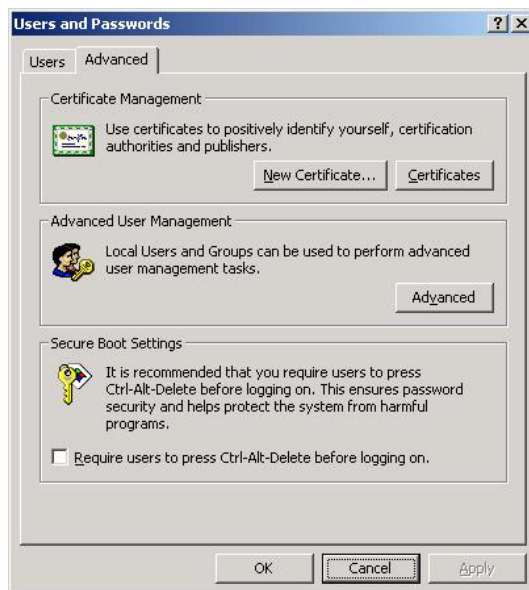 Users and Passwords
Users
Advanced
Certificate Management
Use certificates to positively identify yourself, certification
authorities and publishers.
New Certificate...
Certificates
Advanced User Management
Local Users and Groups can be used to perform advanced
user management tasks.
Advanced
Secure Boot Settings
It is recommended that you require users to press
Ctrl-Alt-Delete before logging on. This ensures password
security and helps protect the system from harmful
programs.
Require users to press Ctrl-Alt-Delete before logging on.
OK
Cancel
Apply